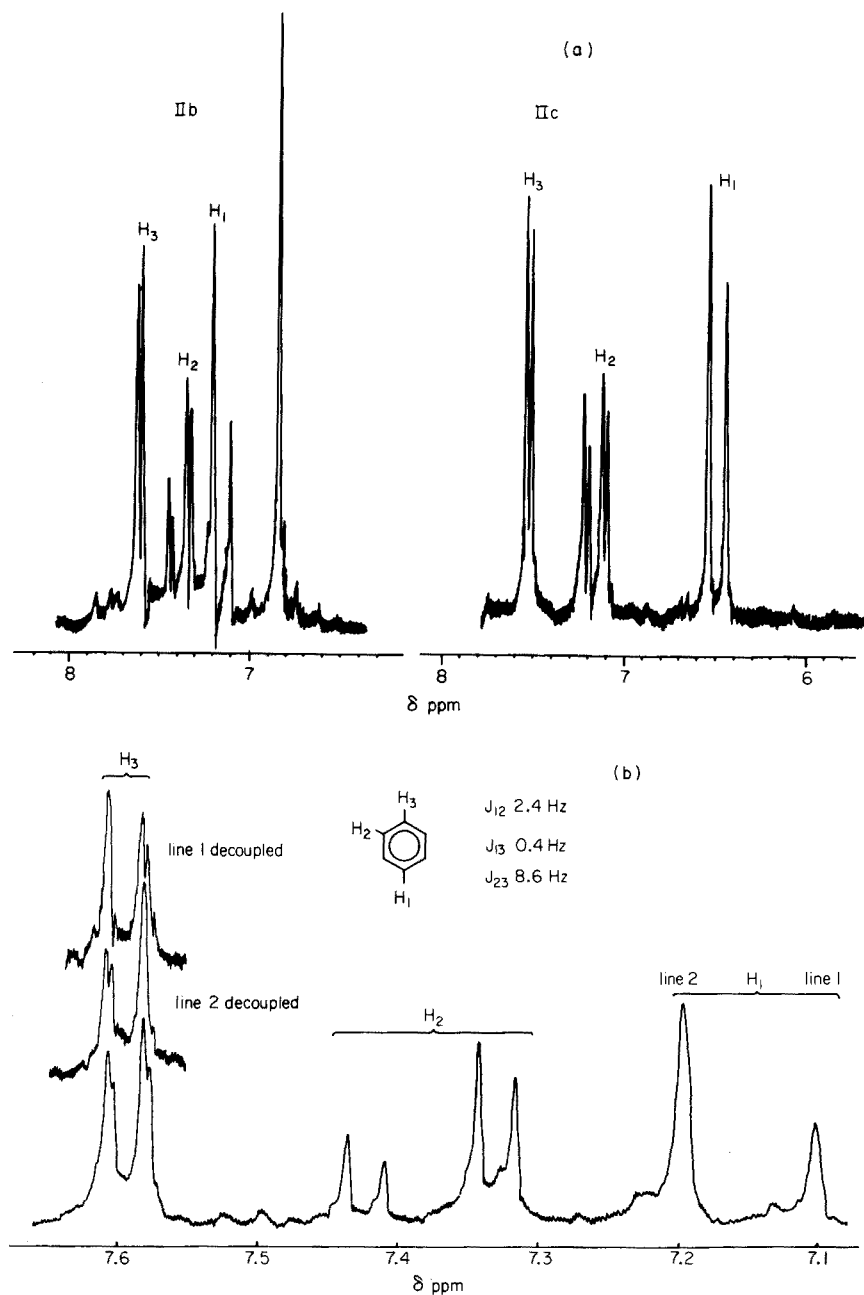 (a)
IIb
IIc
H3
H2
H1
H3
H2
H1
8
7
8
7
6
δ ppm
(b)
H3
line 1 decoupled
line 2 decoupled
H3
H2
H1
J12 2.4 Hz
J13 0.4 Hz
J23 8.6 Hz
H2
line 2
H1
line 1
7.6
7.5
7.4
7.3
7.2
7.1
δ ppm